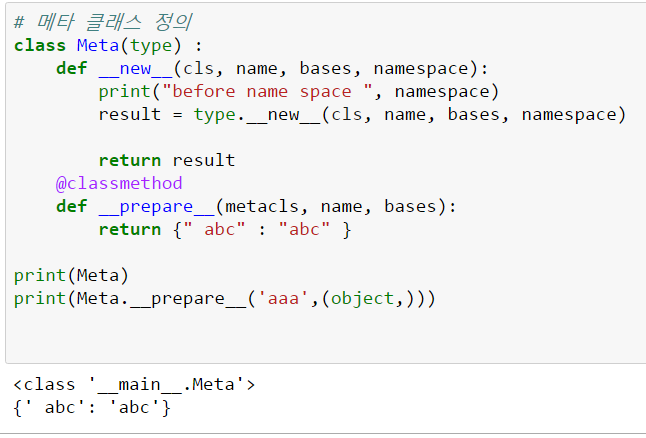 # 메타 클래스 정의
class Meta(type) :
    def __new__(cls, name, bases, namespace):
        print("before name space ", namespace)
        result = type.__new__(cls, name, bases, namespace)
        return result
    @classmethod
    def __prepare__(metacls, name, bases):
        return {" abc" : "abc" }
print(Meta)
print(Meta.__prepare__('aaa',(object,)))
<class '__main__.Meta'>
{' abc': 'abc'}